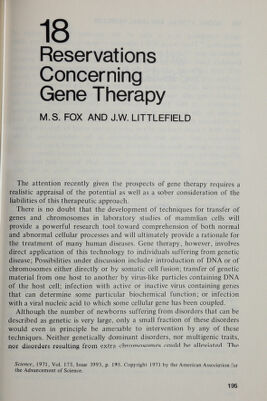 18
Reservations
Concerning
Gene Therapy
M.S. FOX AND J.W. LITTLEFIELD
The attention recently given the prospects of gene therapy requires a
realistic appraisal of the potential as well as a sober consideration of the
liabilities of this therapeutic approach.
There is no doubt that the development of techniques for transfer of
genes and chromosomes in laboratory studies of mammalian cells will
provide a powerful research tool toward comprehension of both normal
and abnormal cellular processes and will ultimately provide a rationale for
the treatment of many human diseases. Gene therapy, however, involves
direct application of this technology to individuals suffering from genetic
disease; Possibilities under discussion include introduction of DNA or of
chromosomes either directly or by somatic cell fusion; transfer of genetic
material from one host to another by virus-like particles containing DNA
of the host cell; infection with active or inactive virus containing genes
that can determine some particular biochemical function; or infection
with a viral nucleic acid to which some cellular gene has been coupled.
Although the number of newborns suffering from disorders that can be
described as genetic is very large, only a small fraction of these disorders
would even in principle be amenable to intervention by any of these
techniques. Neither genetically dominant disorders, nor multigenic traits,
nor disorders resulting from extra chromosomes could be alleviated. The
Science, 1971, Vol. 173, Issue 3993, p. 195. Copyright 1971 by the American Association for
the Advancement of Science.
195